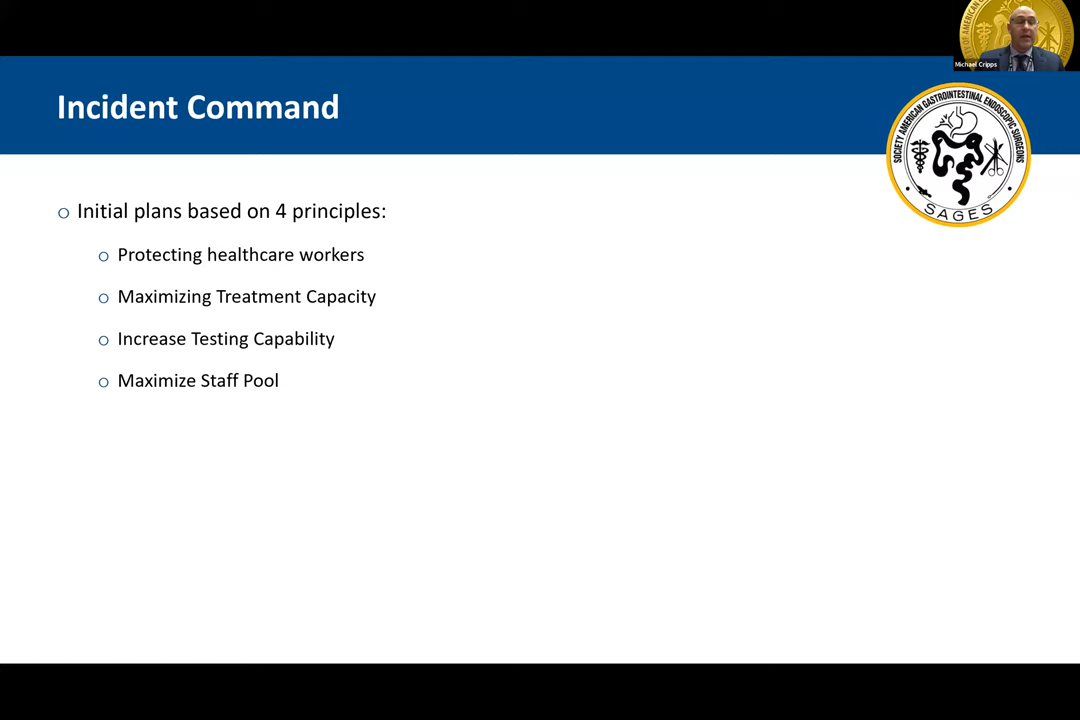 Michael Cripps
Incident Command
SOCIETY AMERICAN GASTROINTESTINAL ENDOSCOPIC SURGEONS
SAGES
o Initial plans based on 4 principles:
o Protecting healthcare workers
o Maximizing Treatment Capacity
o Increase Testing Capability
o Maximize Staff Pool